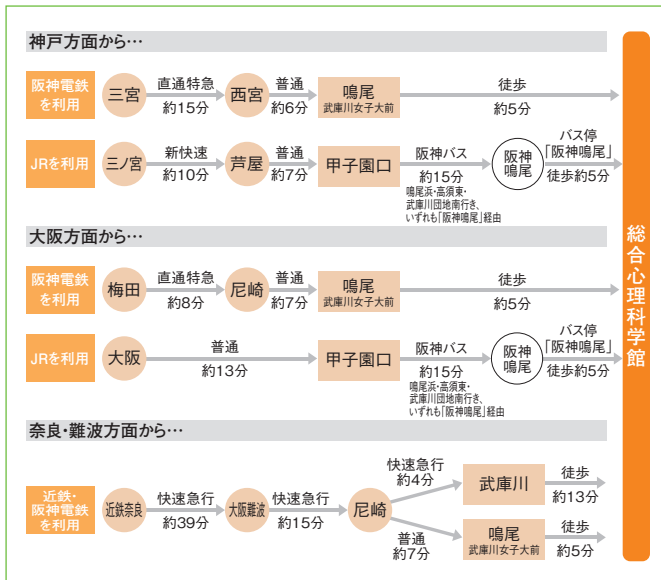 神戸方面から…
阪神電鉄
を利用
三宮
直通特急
約15分
西宮
普通
約6分
鳴尾
武庫川女子大前
徒歩
約5分
JRを利用
三ノ宮
新快速
約10分
芦屋
普通
約7分
甲子園口
阪神バス
約15分
鳴尾浜・高須東・
武庫川団地南行き、
いずれも「阪神鳴尾」経由
阪神
鳴尾
バス停
「阪神鳴尾」
徒歩約5分
大阪方面から…
阪神電鉄
を利用
梅田
直通特急
約8分
尼崎
普通
約7分
鳴尾
武庫川女子大前
徒歩
約5分
JRを利用
大阪
普通
約13分
甲子園口
阪神バス
約15分
鳴尾浜・高須東・
武庫川団地南行き、
いずれも「阪神鳴尾」経由
阪神
鳴尾
バス停
「阪神鳴尾」
徒歩約5分
奈良・難波方面から…
近鉄・
阪神電鉄
を利用
近鉄奈良
快速急行
約39分
大阪難波
快速急行
約15分
尼崎
快速急行
約4分
武庫川
徒歩
約13分
普通
約7分
鳴尾
武庫川女子大前
徒歩
約5分
総合心理科学館